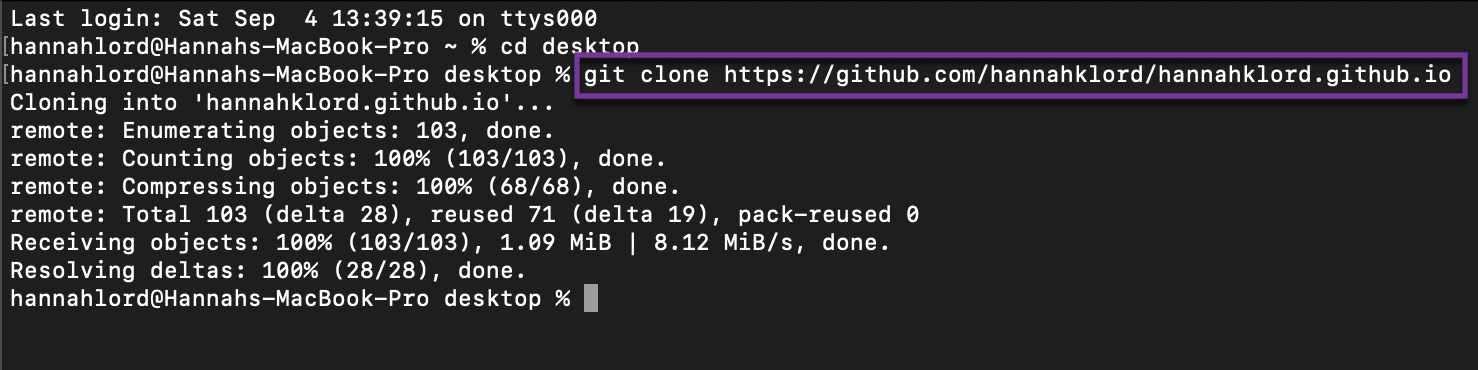 Last login: Sat Sep  4 13:39:15 on ttys000
[hannahlord@Hannahs-MacBook-Pro ~ % cd desktop
[hannahlord@Hannahs-MacBook-Pro desktop % git clone https://github.com/hannahklord/hannahklord.github.io
Cloning into 'hannahklord.github.io'...
remote: Enumerating objects: 103, done.
remote: Counting objects: 100% (103/103), done.
remote: Compressing objects: 100% (68/68), done.
remote: Total 103 (delta 28), reused 71 (delta 19), pack-reused 0
Receiving objects: 100% (103/103), 1.09 MiB | 8.12 MiB/s, done.
Resolving deltas: 100% (28/28), done.
hannahlord@Hannahs-MacBook-Pro desktop %